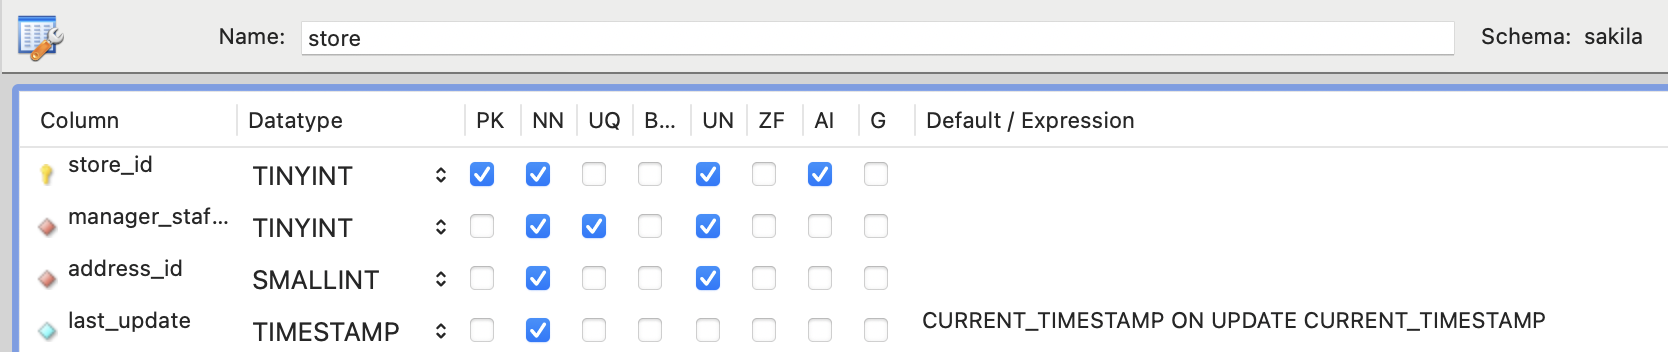 Name: store Schema: sakila
Column Datatype PK NN UQ B... UN ZF AI G Default / Expression
store_id TINYINT
manager_staf... TINYINT
address_id SMALLINT
last_update TIMESTAMP CURRENT_TIMESTAMP ON UPDATE CURRENT_TIMESTAMP